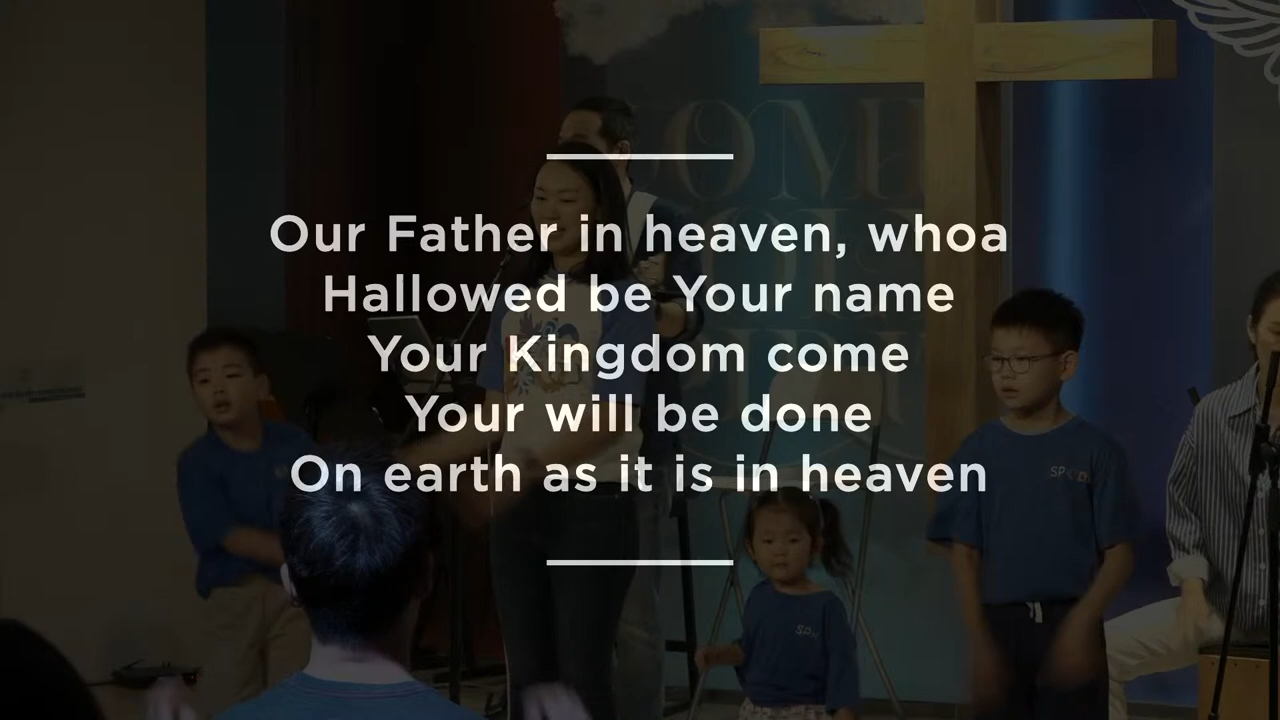 Our Father in heaven, whoa
Hallowed be Your name
Your Kingdom come
Your will be done
On earth as it is in heaven